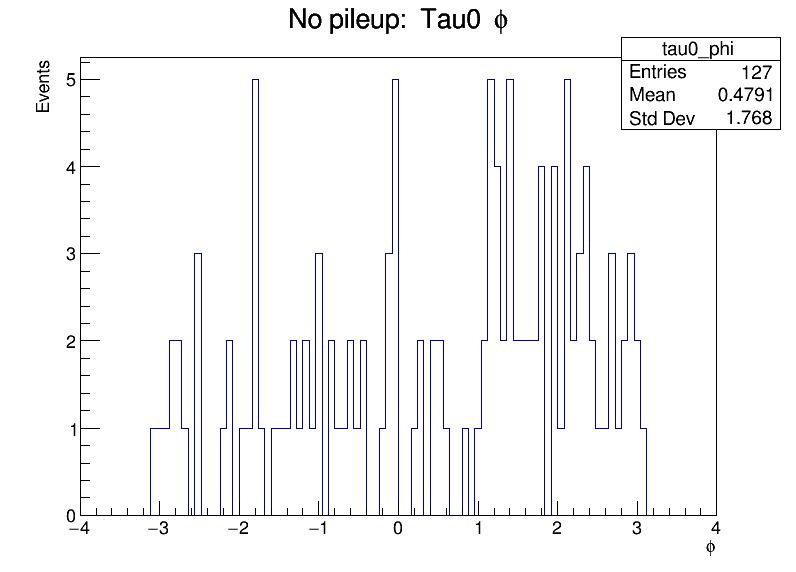 No pileup: Tau0 ϕ
tau0_phi
Entries 127
Mean 0.4791
Std Dev 1.768
Events
5
4
3
2
1
0
−4 −3 −2 −1 0 1 2 3 4
ϕ